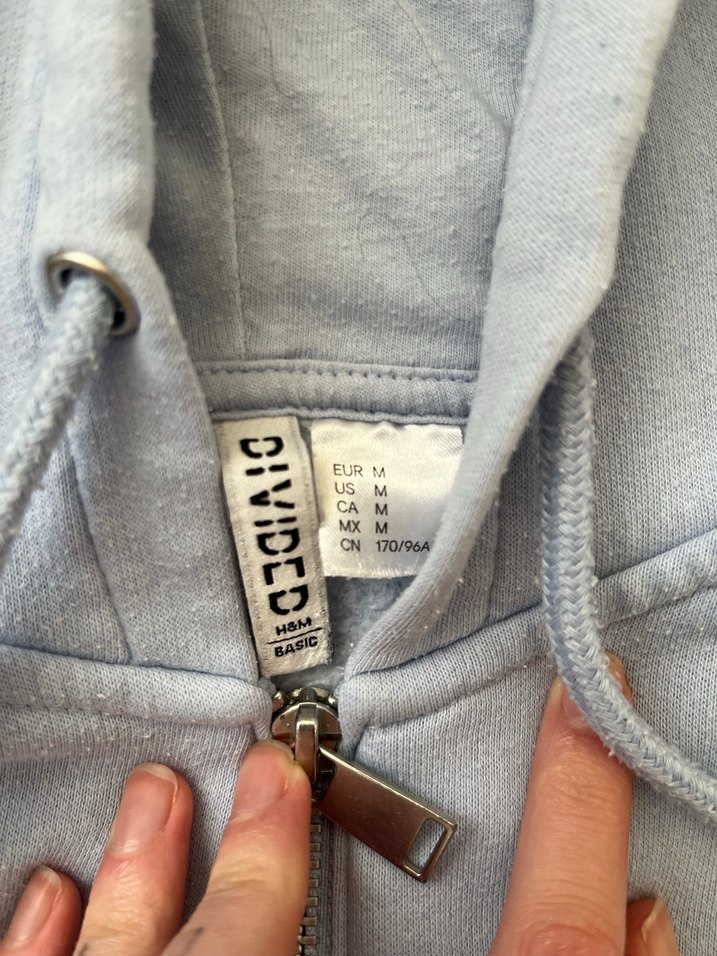 DIVIDED
H&M
BASIC
EUR M
US M
CA M
MX M
CN 170/96A